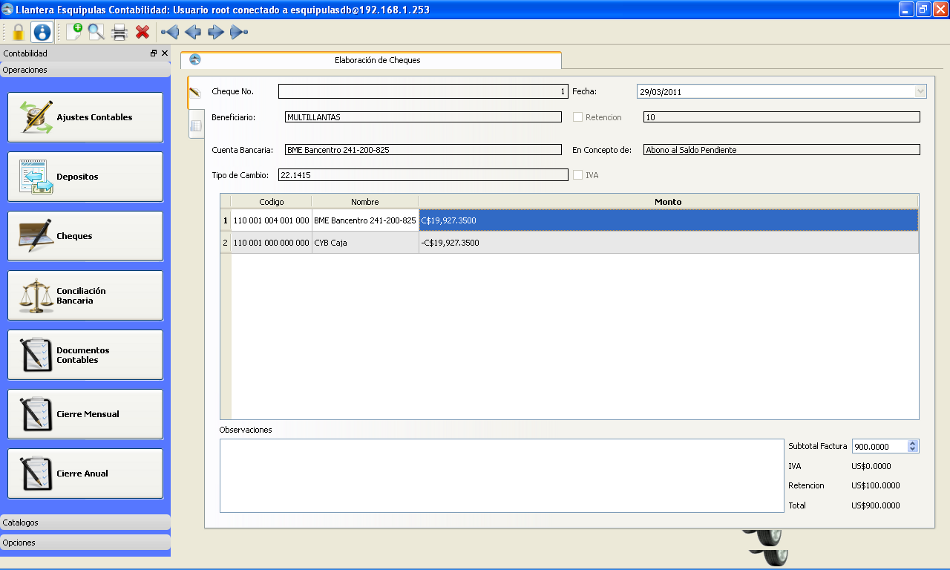 Llantera Esquipulas Contabilidad: Usuario root conectado a esquipulasdb@192.168.1.253
Contabilidad
Operaciones
Ajustes Contables
Depositos
Cheques
Conciliación
Bancaria
Documentos
Contables
Cierre Mensual
Cierre Anual
Catalogos
Opciones
Elaboración de Cheques
Cheque No. 1 Fecha: 29/03/2011
Beneficiario: MULTILLANTAS Retencion 10
Cuenta Bancaria: BME Bancentro 241-200-825 En Concepto de: Abono al Saldo Pendiente
Tipo de Cambio: 22.1415 IVA
Codigo Nombre Monto
1 110 001 004 001 000 BME Bancentro 241-200-825 C$19,927.3500
2 110 001 000 000 000 CYB Caja -C$19,927.3500
Observaciones
Subtotal Factura 900.0000
IVA US$0.0000
Retencion US$100.0000
Total US$900.0000